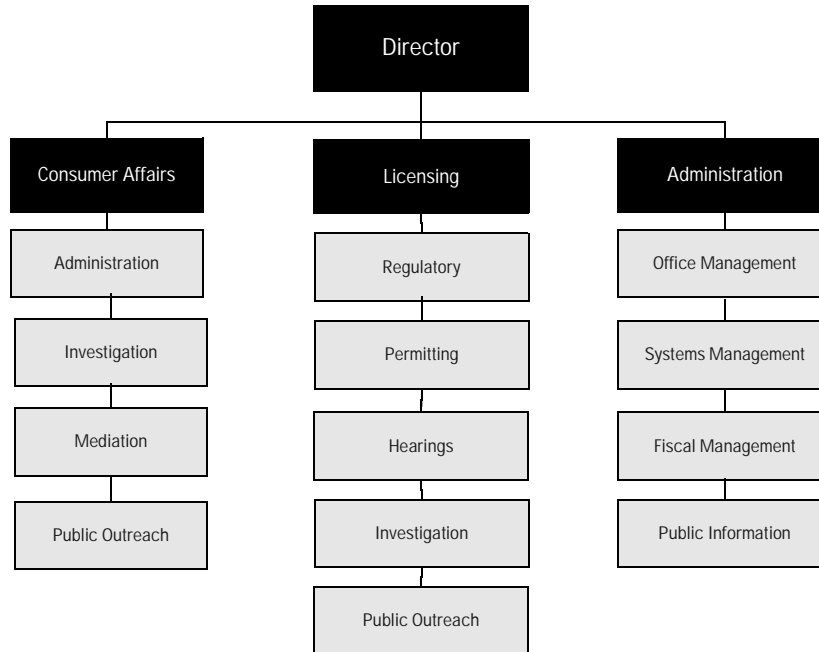 Director
Consumer Affairs
Licensing
Administration
Administration
Investigation
Mediation
Public Outreach
Regulatory
Permitting
Hearings
Investigation
Public Outreach
Office Management
Systems Management
Fiscal Management
Public Information